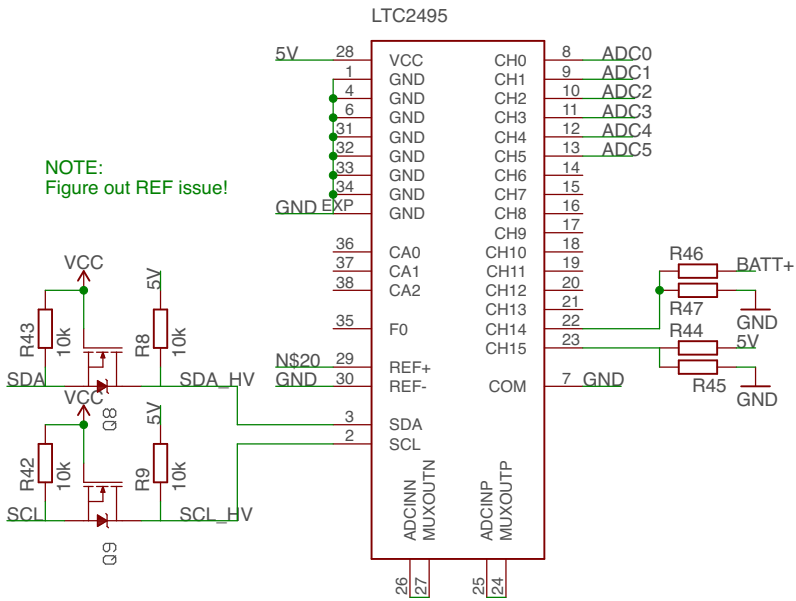 LTC2495
5V 28 VCC CH0 8 ADC0
1 GND CH1 9 ADC1
4 GND CH2 10 ADC2
6 GND CH3 11 ADC3
31 GND CH4 12 ADC4
32 GND CH5 13 ADC5
33 GND CH6 14
34 GND CH7 15
GND EXP GND CH8 16
CH9 17
36 CA0 CH10 18
37 CA1 CH11 19
38 CA2 CH12 20
CH13 21
35 F0 CH14 22
CH15 23
N$20 29 REF+
GND 30 REF- COM 7 GND
3 SDA
2 SCL
ADCINN
MUXOUTN
ADCINP
MUXOUTP
26
27
25
24
NOTE:
Figure out REF issue!
VCC
5V
R43
10k
R8
10k
SDA
SDA_HV
Q8
VCC
5V
R42
10k
R9
10k
SCL
SCL_HV
Q9
R46
BATT+
R47
GND
R44
5V
R45
GND